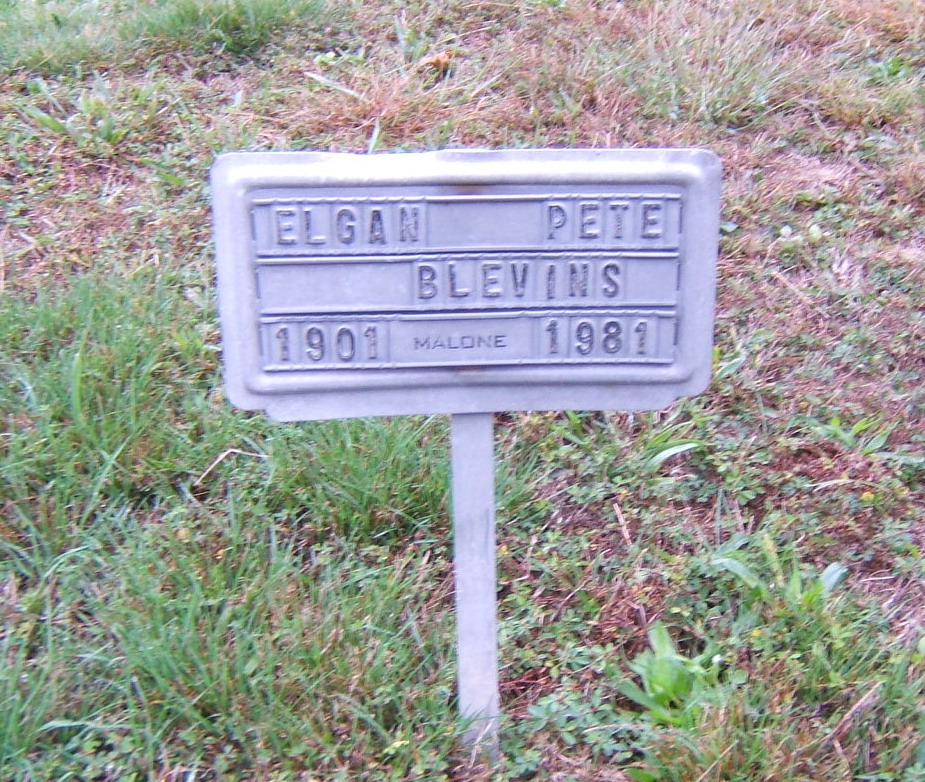 ELGAN PETE
BLEVINS
1901 MALONE 1981